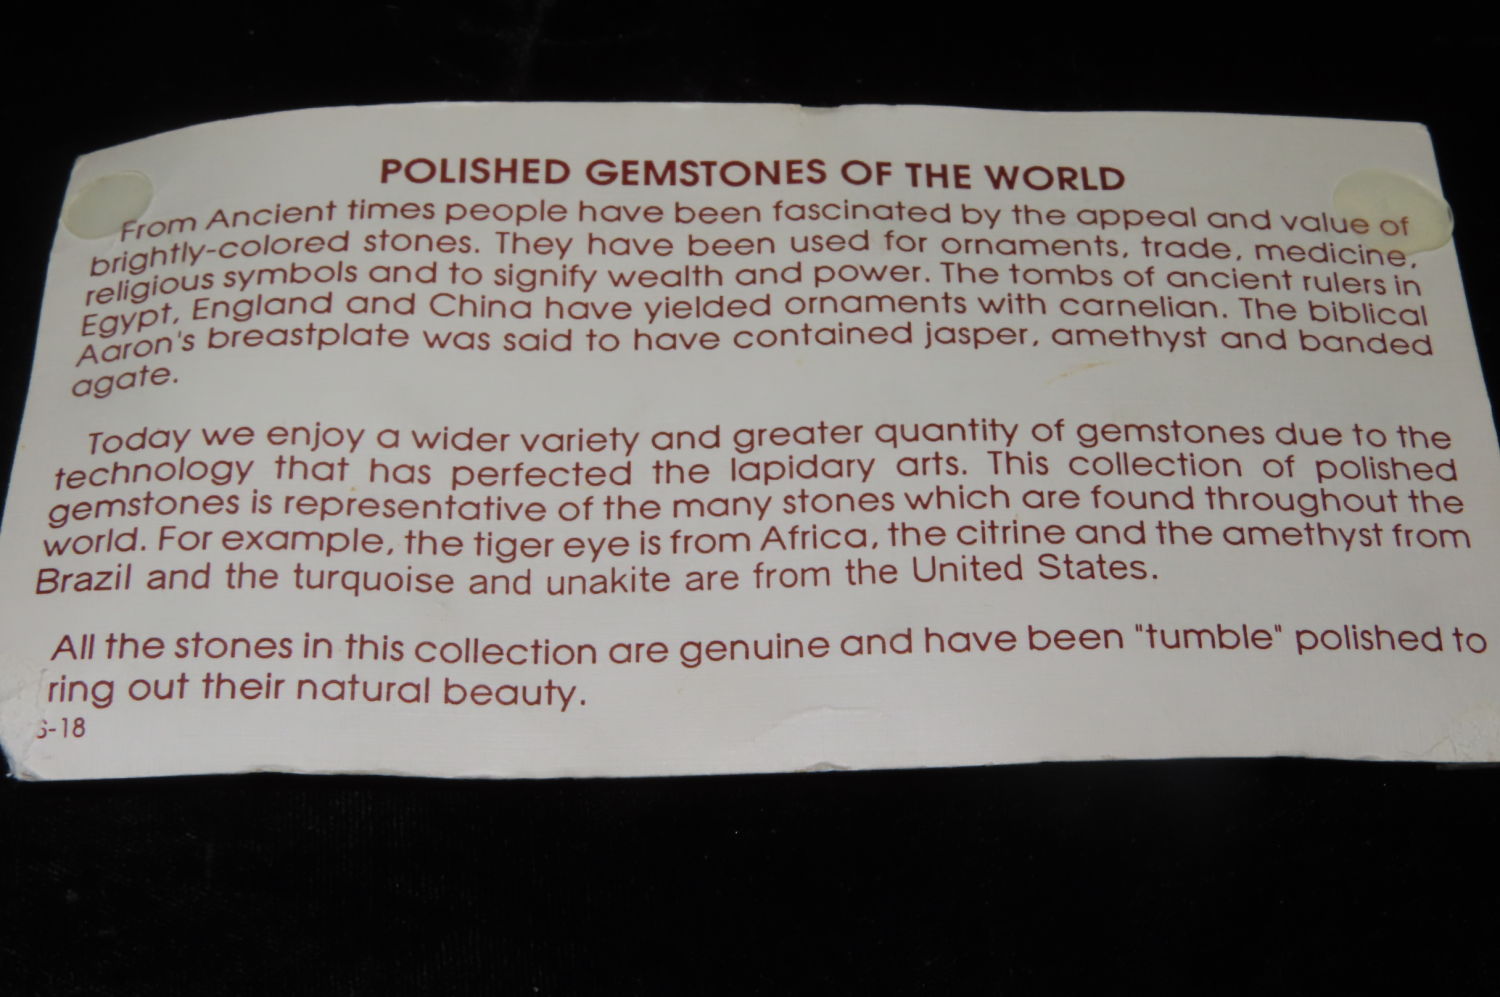 POLISHED GEMSTONES OF THE WORLD
From Ancient times people have been fascinated by the appeal and value of
brightly-colored stones. They have been used for ornaments, trade, medicine,
religious symbols and to signify wealth and power. The tombs of ancient rulers in
Egypt, England and China have yielded ornaments with carnelian. The biblical
Aaron's breastplate was said to have contained jasper, amethyst and banded
agate.
Today we enjoy a wider variety and greater quantity of gemstones due to the
technology that has perfected the lapidary arts. This collection of polished
gemstones is representative of the many stones which are found throughout the
world. For example, the tiger eye is from Africa, the citrine and the amethyst from
Brazil and the turquoise and unakite are from the United States.
All the stones in this collection are genuine and have been "tumble" polished to
ring out their natural beauty.
-18